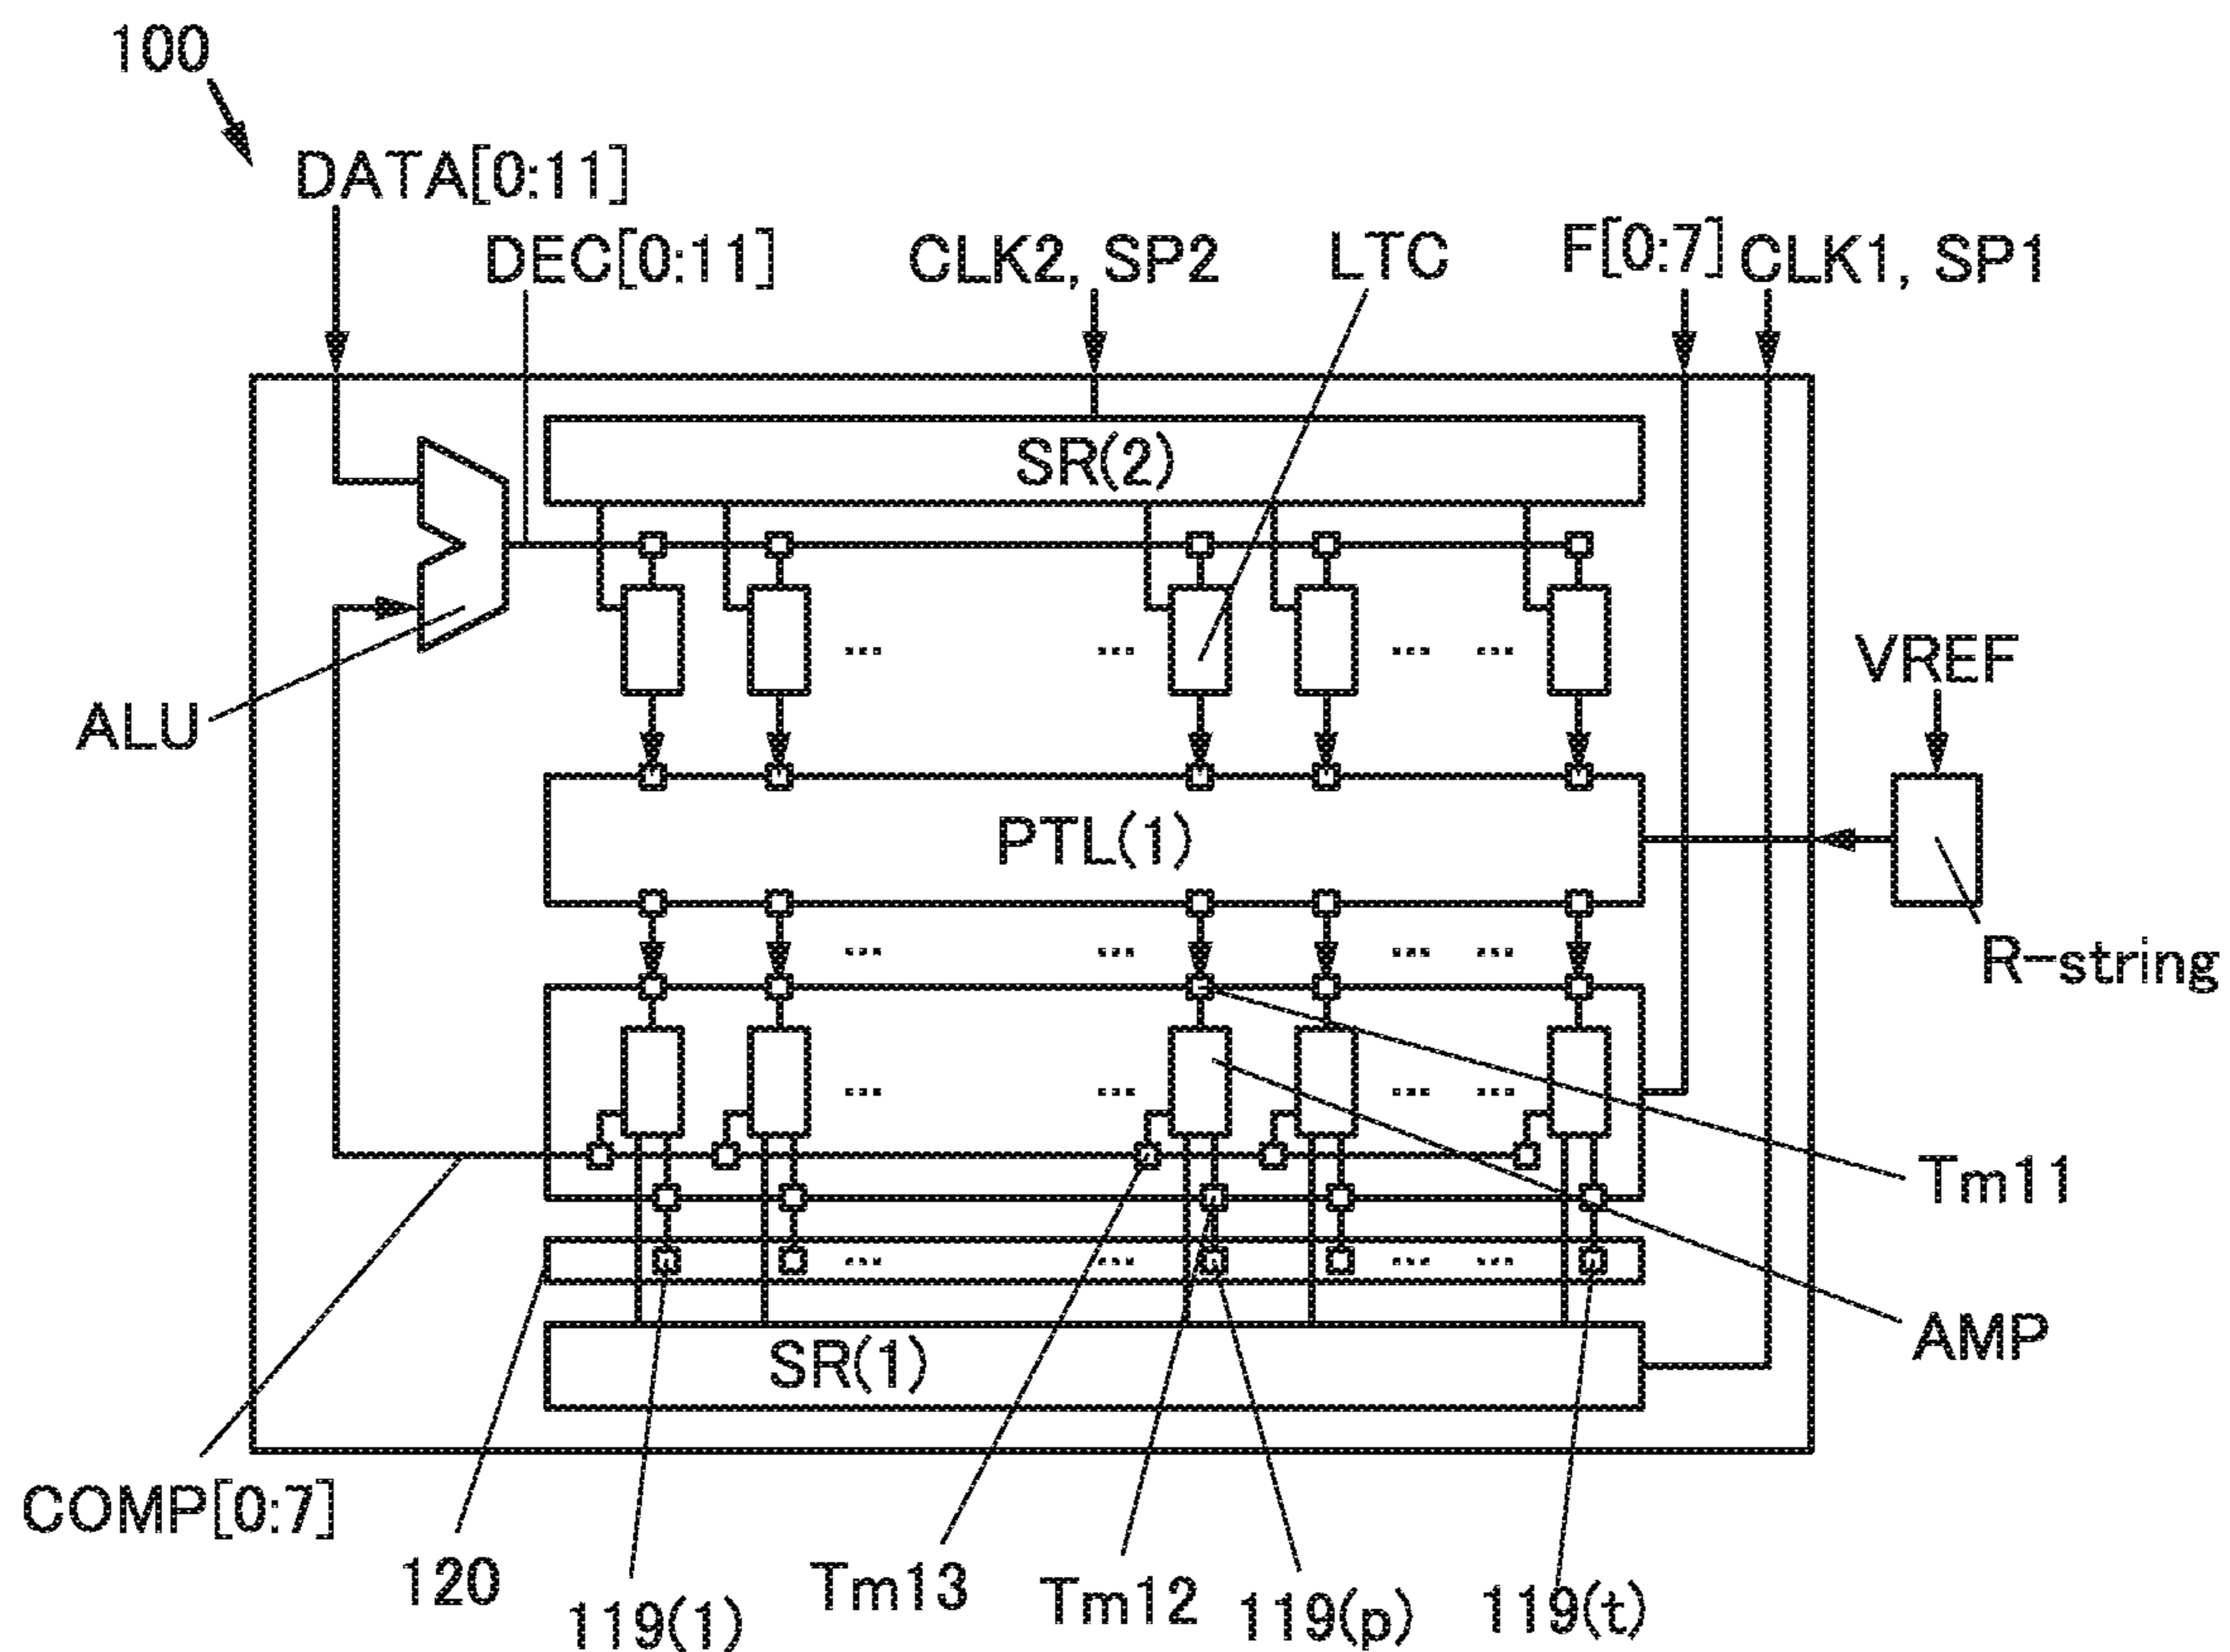 100
DATA[0:11]
DEC[0:11]
CLK2, SP2
LTC
F[0:7]
CLK1, SP1
SR(2)
ALU
...
...
...
...
VREF
PTL(1)
R-string
...
...
...
...
...
...
...
...
Tm11
...
...
...
...
AMP
SR(1)
COMP[0:7]
120
119(1)
Tm13
Tm12
119(p)
119(t)